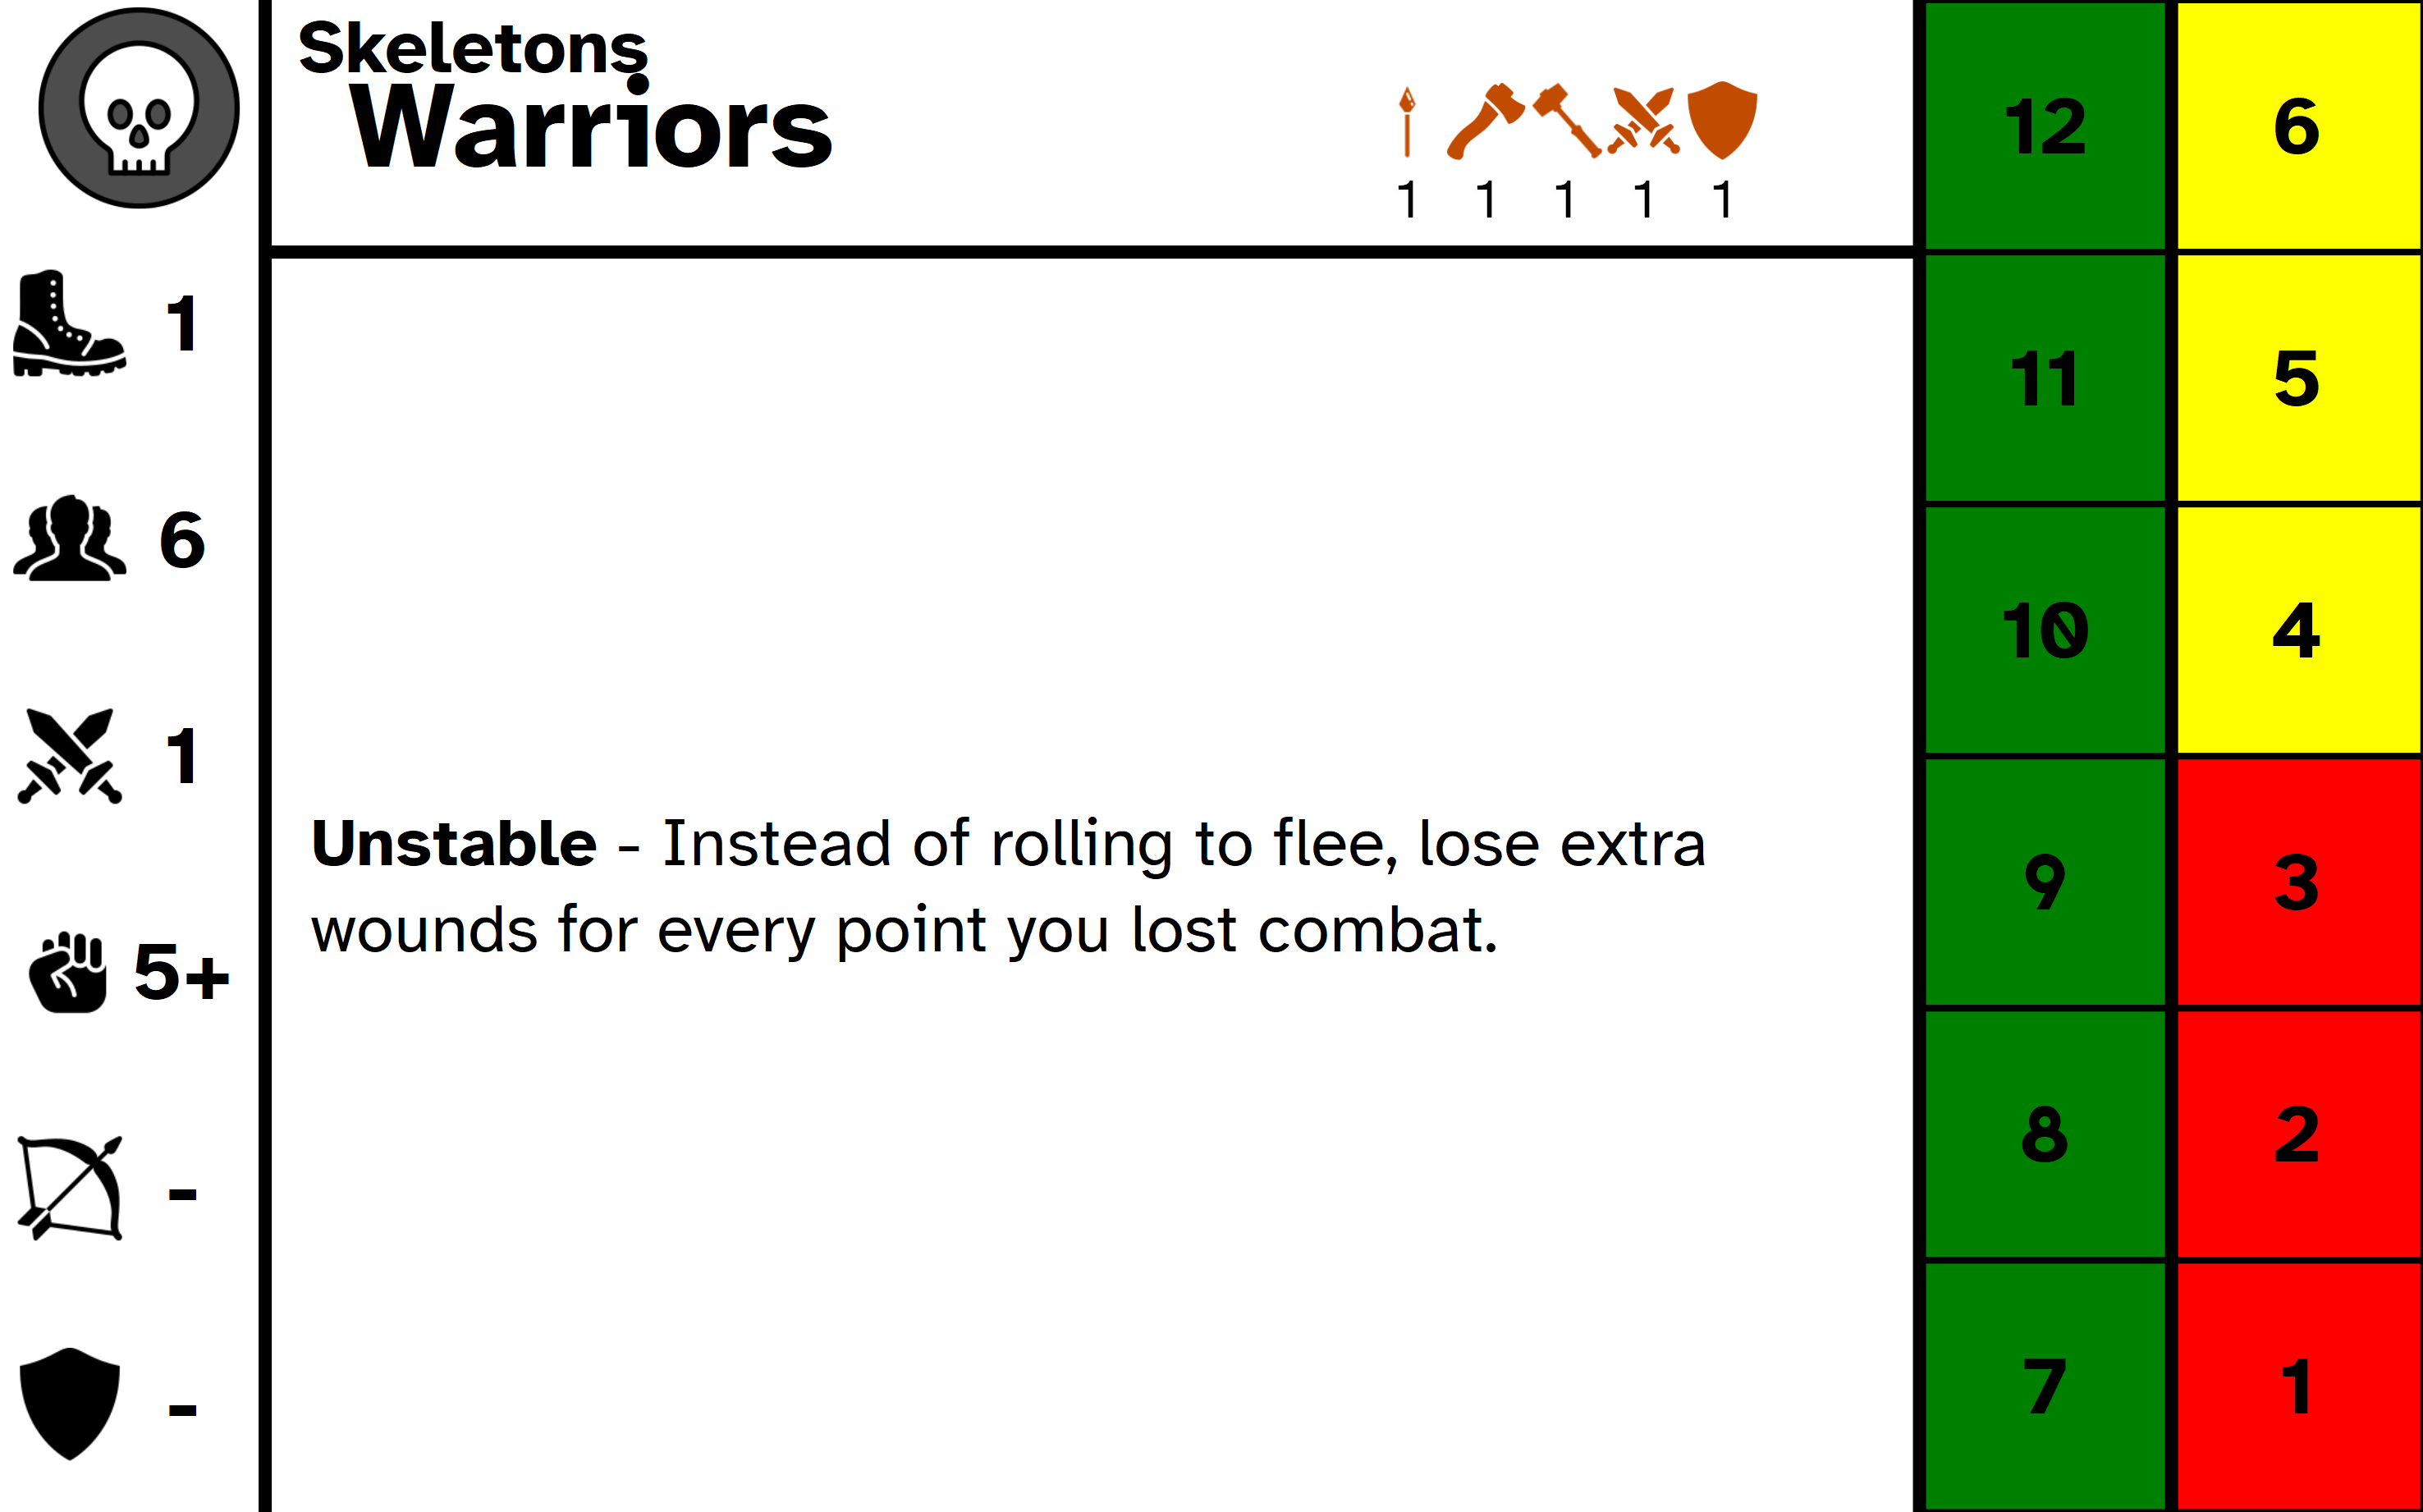 Skeletons
Warriors
1 1 1 1 1
1
6
1
5+
-
-
Unstable - Instead of rolling to flee, lose extra
wounds for every point you lost combat.
12 6
11 5
10 4
9 3
8 2
7 1